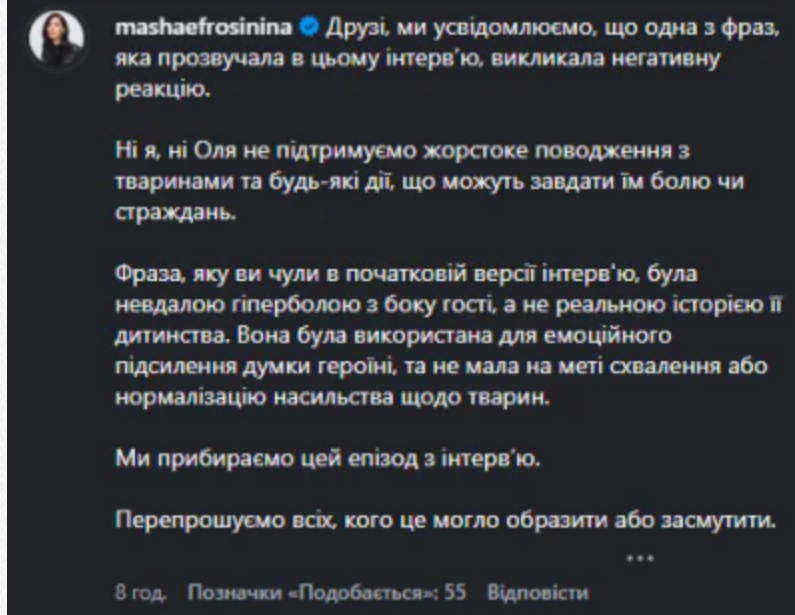 mashaefrosinina Друзі, ми усвідомлюємо, що одна з фраз,
яка прозвучала в цьому інтерв’ю, викликала негативну
реакцію.
Ні я, ні Оля не підтримуємо жорстоке поводження з
тваринами та будь-які дії, що можуть завдати їм болю чи
страждань.
Фраза, яку ви чули в початковій версії інтерв'ю, була
невдалою гіперболою з боку гості, а не реальною історією її
дитинства. Вона була використана для емоційного
підсилення думки героїні, та не мала на меті схвалення або
нормалізацію насильства щодо тварин.
Ми прибираємо цей епізод з інтерв’ю.
Перепрошуємо всіх, кого це могло образити або засмутити.
8 год. Позначки «Подобається»: 55 Відповісти